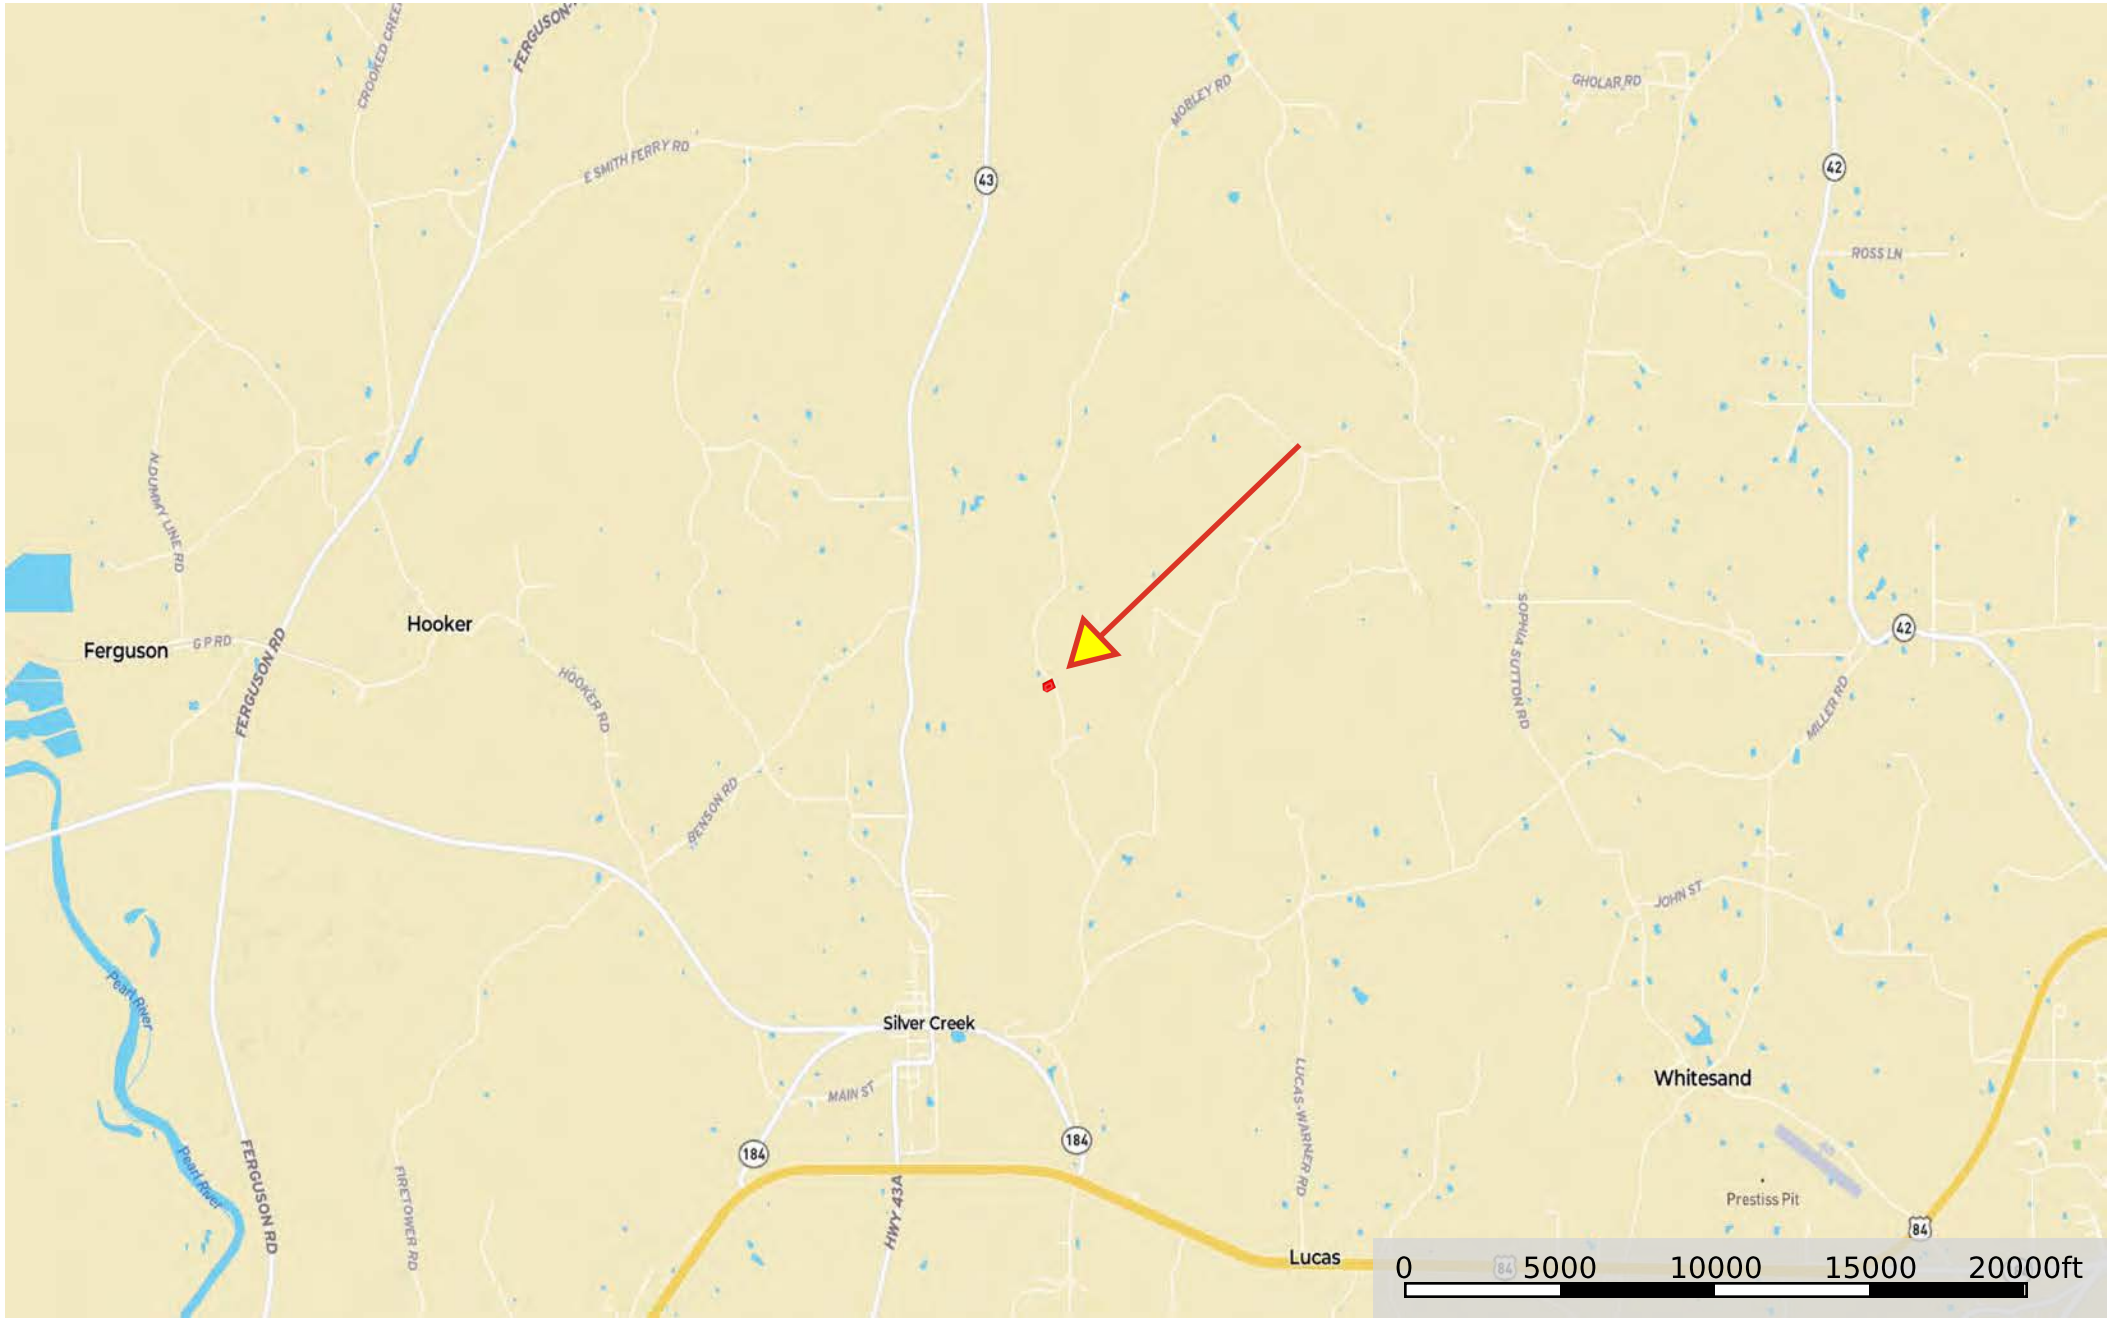 CROOKED CREE
FERGUSON-
MOBLEY RD
GHOLAR RD
E SMITH FERRY RD
43
42
ROSS LN
N DUMMY LINE RD
SOPHIA SUTTON RD
Hooker
Ferguson
G P RD
FERGUSON RD
HOOKER RD
42
MILLER RD
BENSON RD
JOHN ST
Pearl River
Silver Creek
MAIN ST
Whitesand
184
184
LUCAS-WARNER RD
Pearl River
FERGUSON RD
FIRETOWER RD
HWY 43A
Prestiss Pit
84
Lucas
84
0 5000 10000 15000 20000ft